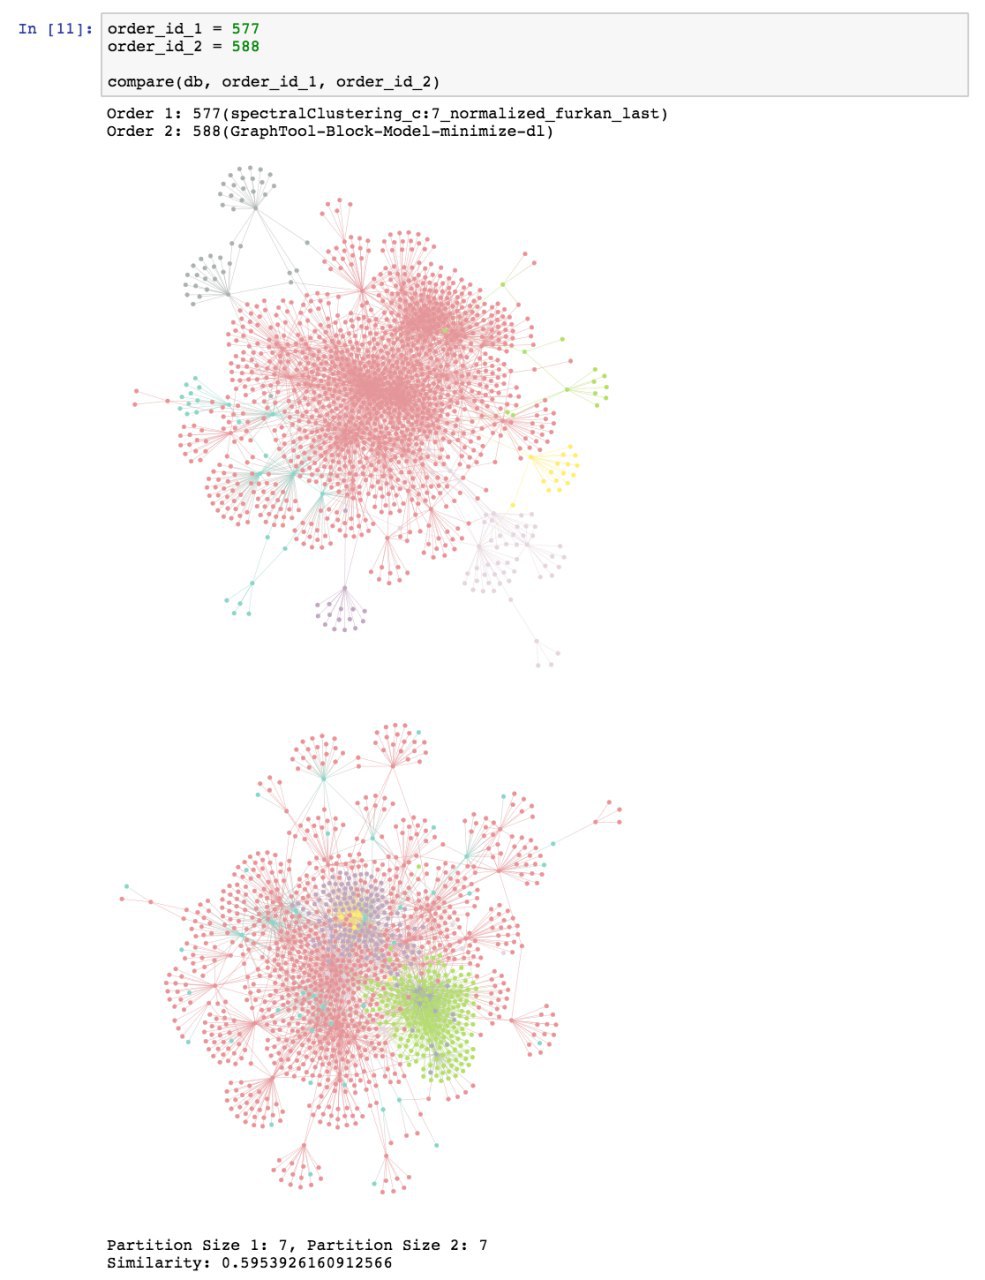 In [11]: order_id_1 = 577
order_id_2 = 588
compare(db, order_id_1, order_id_2)
Order 1: 577(spectralClustering_c:7_normalized_furkan_last)
Order 2: 588(GraphTool-Block-Model-minimize-dl)
Partition Size 1: 7, Partition Size 2: 7
Similarity: 0.5953926160912566